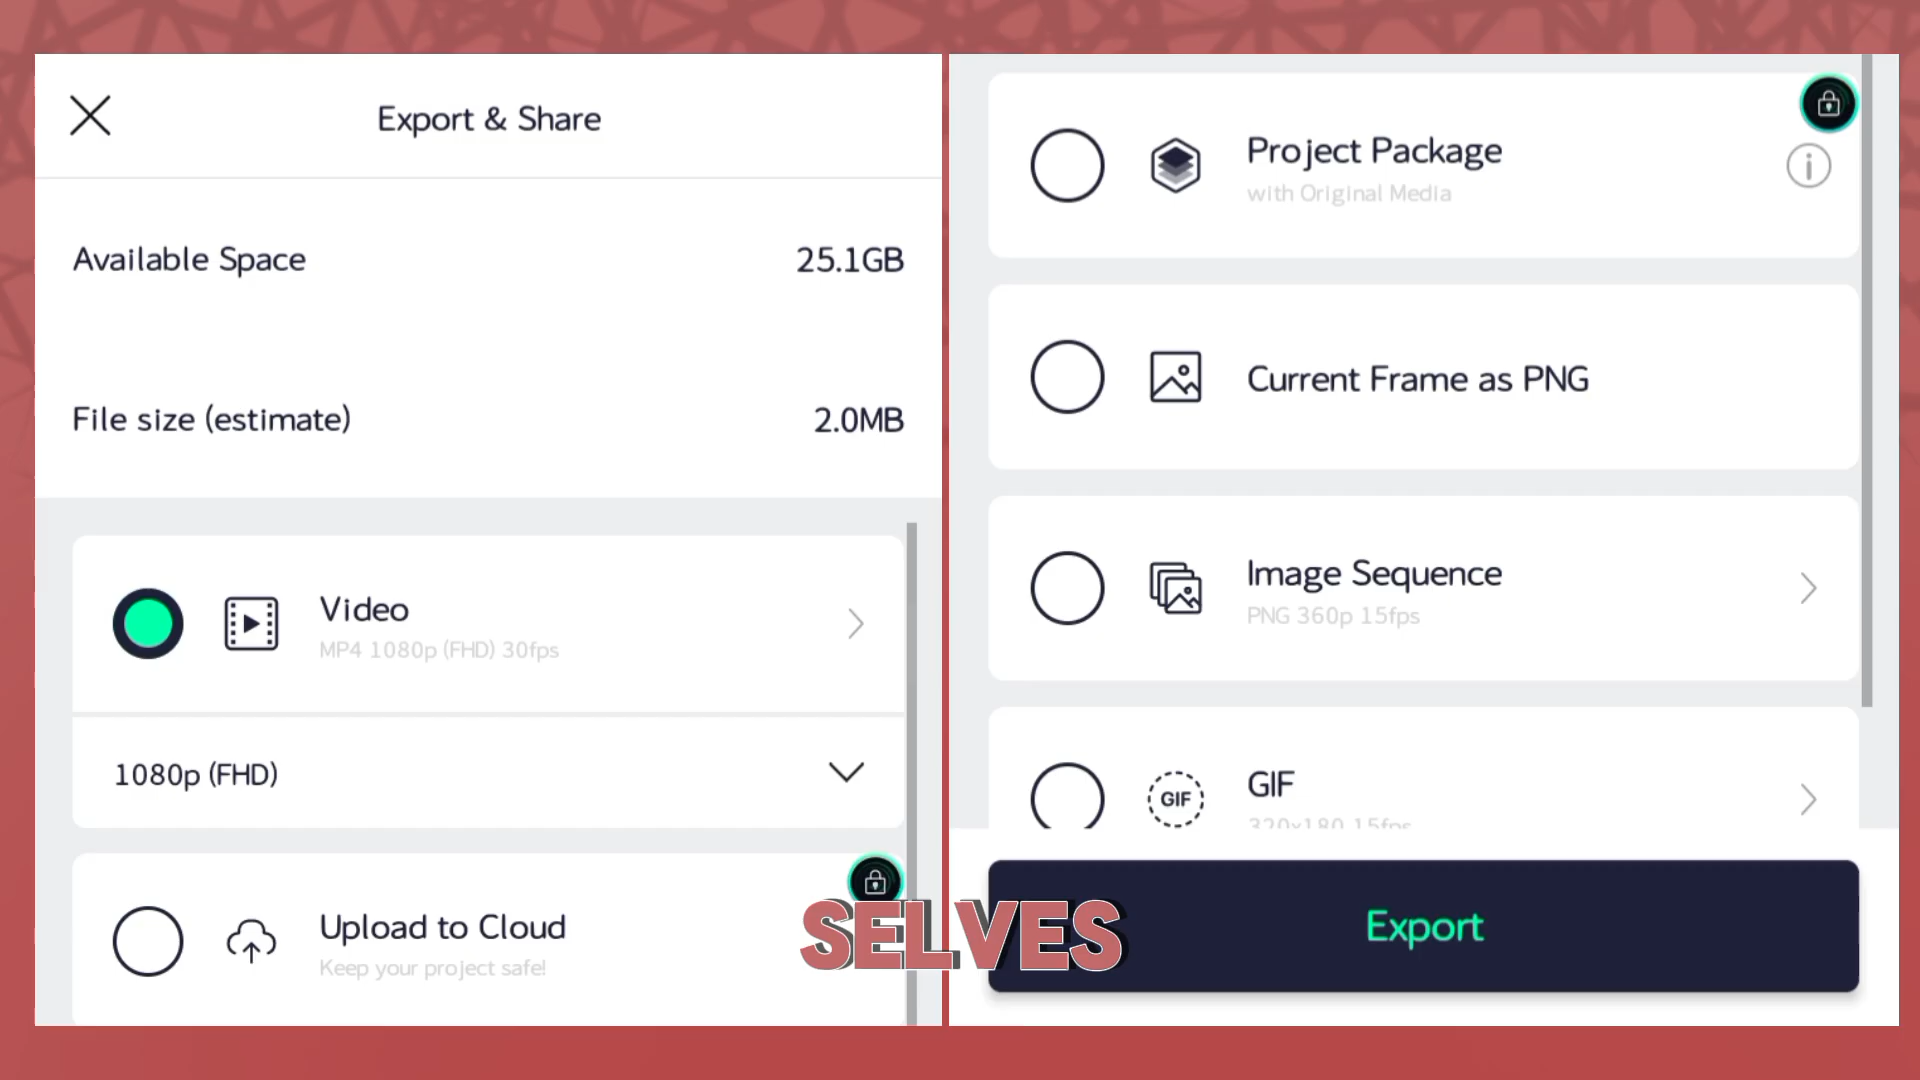 Export & Share
Available Space
25.1GB
File size (estimate)
2.0MB
Video
MP4 1080p (FHD) 30fps
1080p (FHD)
Upload to Cloud
Keep your project safe!
Project Package
with Original Media
Current Frame as PNG
Image Sequence
PNG 360p 15fps
GIF
GIF
320x180 15fps
Export
SELVES